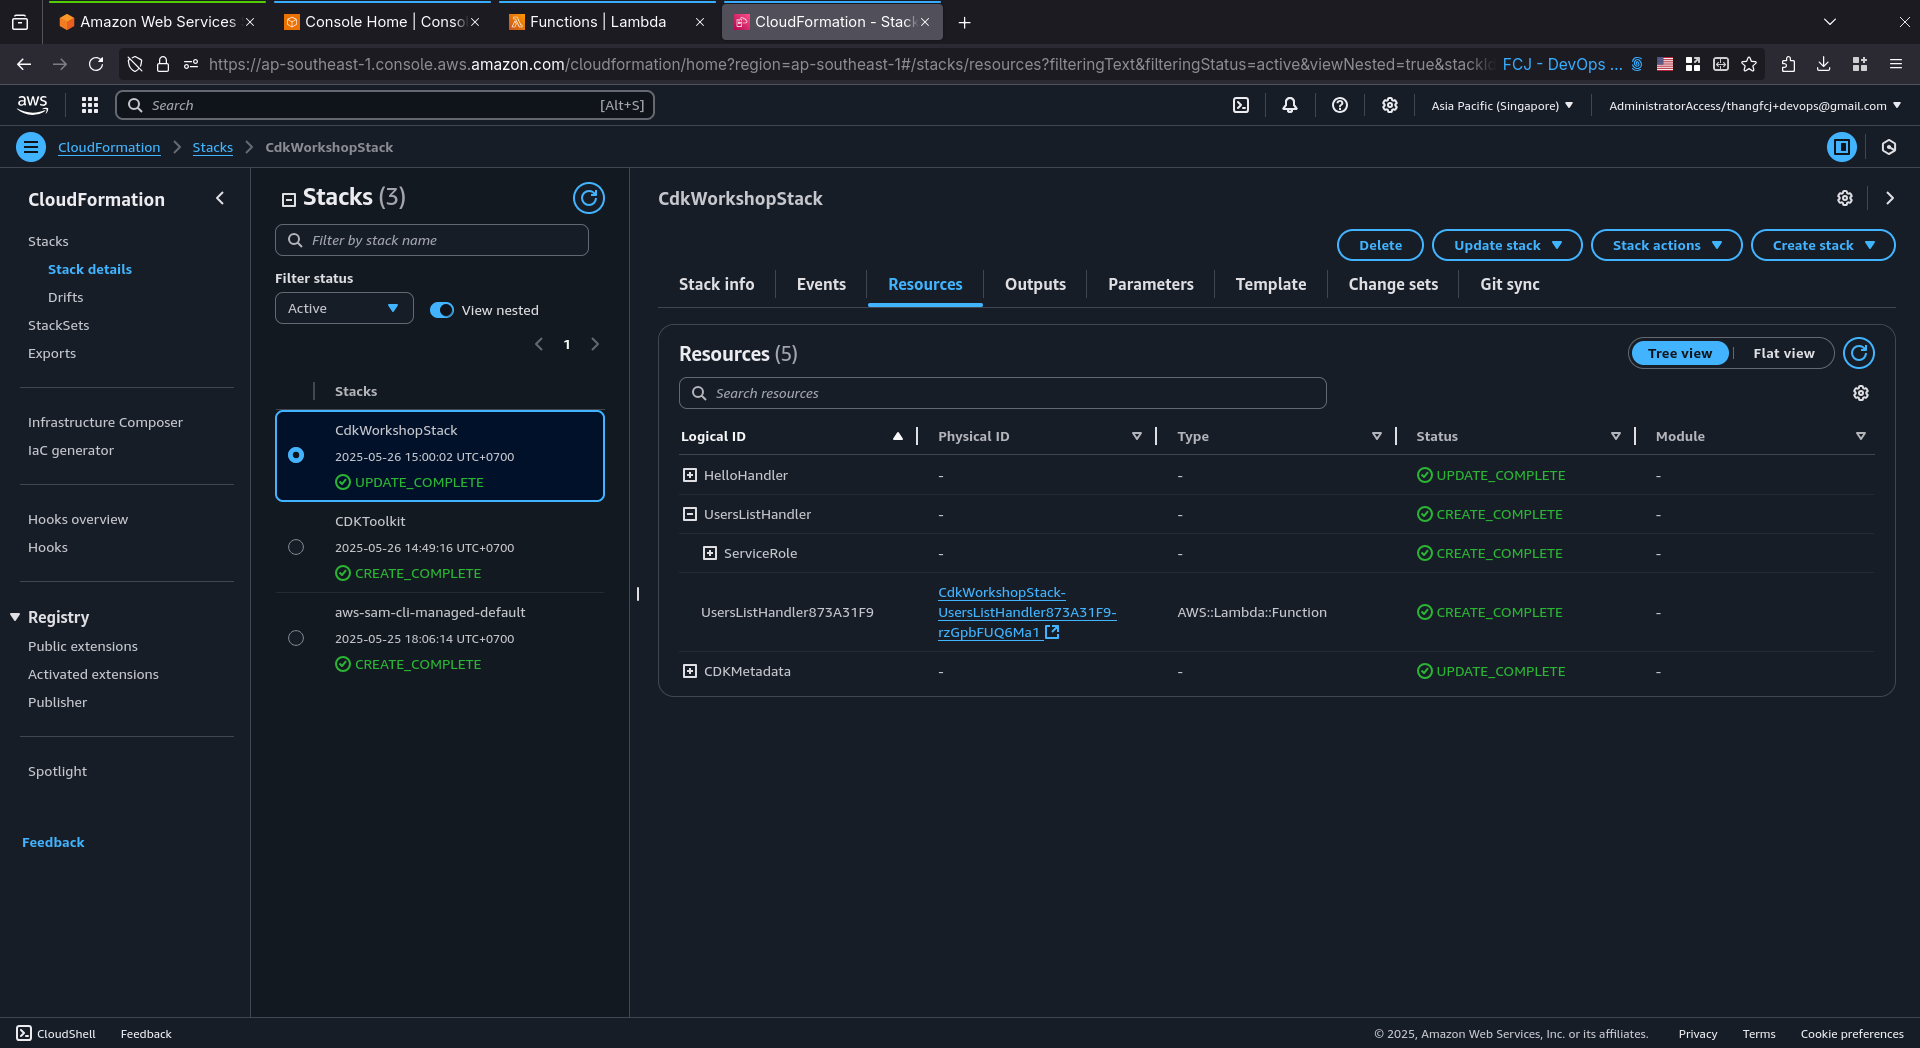 Amazon Web Services
Console Home | Conso
Functions | Lambda
CloudFormation - Stack
https://ap-southeast-1.console.aws.amazon.com/cloudformation/home?region=ap-southeast-1#/stacks/resources?filteringText&filteringStatus=active&viewNested=true&stackId
FCJ - DevOps ...
aws
Search
[Alt+S]
Asia Pacific (Singapore)
AdministratorAccess/thangfcj+devops@gmail.com
CloudFormation
Stacks
CdkWorkshopStack
CloudFormation
Stacks
Stack details
Drifts
StackSets
Exports
Infrastructure Composer
IaC generator
Hooks overview
Hooks
Registry
Public extensions
Activated extensions
Publisher
Spotlight
Feedback
Stacks (3)
Filter by stack name
Filter status
Active
View nested
1
Stacks
CdkWorkshopStack
2025-05-26 15:00:02 UTC+0700
UPDATE_COMPLETE
CDKToolkit
2025-05-26 14:49:16 UTC+0700
CREATE_COMPLETE
aws-sam-cli-managed-default
2025-05-25 18:06:14 UTC+0700
CREATE_COMPLETE
CdkWorkshopStack
Delete
Update stack
Stack actions
Create stack
Stack info
Events
Resources
Outputs
Parameters
Template
Change sets
Git sync
Resources (5)
Tree view
Flat view
Search resources
Logical ID
Physical ID
Type
Status
Module
HelloHandler - - UPDATE_COMPLETE -
UsersListHandler - - CREATE_COMPLETE -
ServiceRole - - CREATE_COMPLETE -
UsersListHandler873A31F9
CdkWorkshopStack-
UsersListHandler873A31F9-
rzGpbFUQ6Ma1
AWS::Lambda::Function
CREATE_COMPLETE
-
CDKMetadata - - UPDATE_COMPLETE -
CloudShell
Feedback
© 2025, Amazon Web Services, Inc. or its affiliates.
Privacy
Terms
Cookie preferences